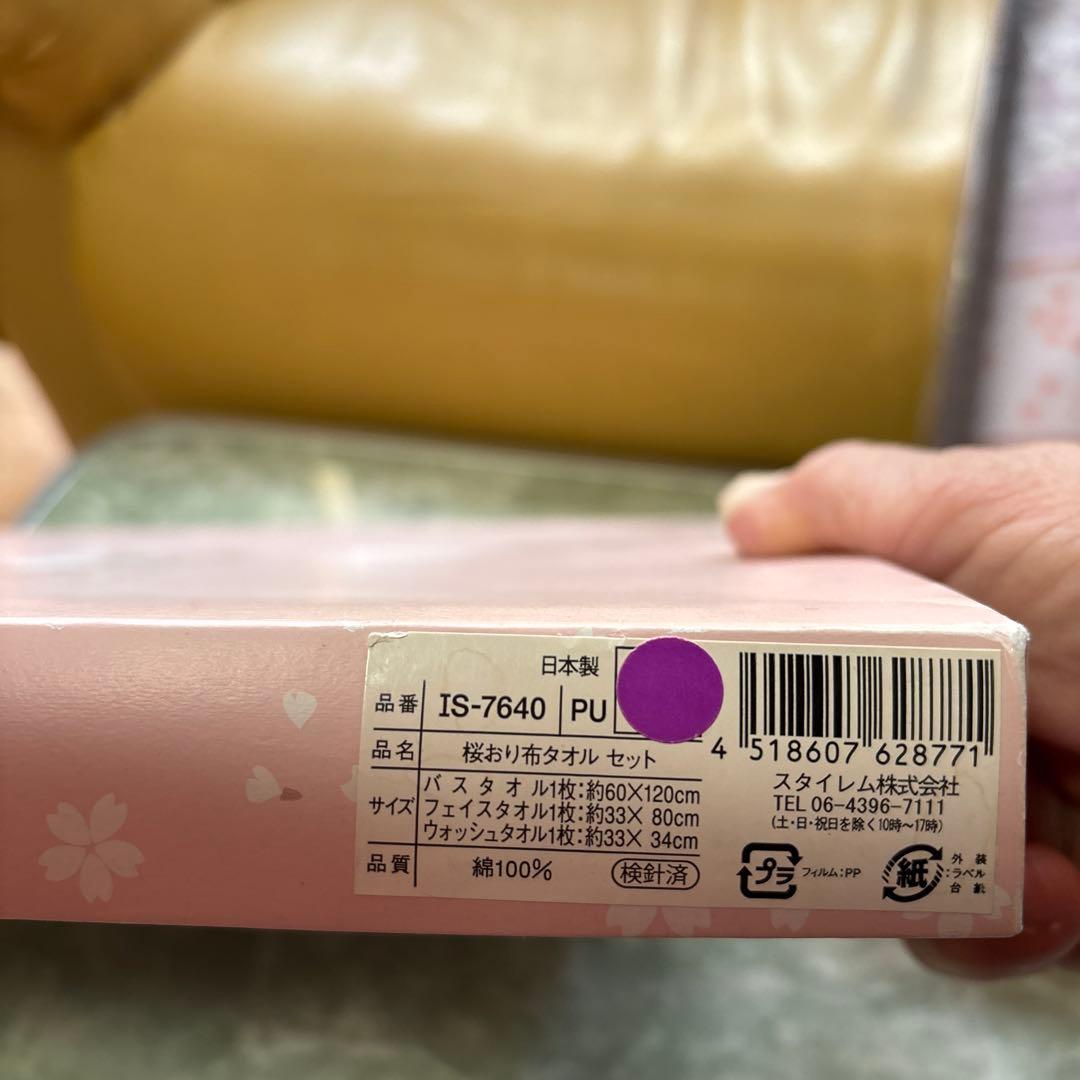 日本製
品番 IS-7640 PU
品名 桜おり布タオル セット
サイズ バスタオル1枚:約60×120cm
フェイスタオル1枚:約33× 80cm
ウォッシュタオル1枚:約33× 34cm
品質 綿100% 検針済
4 518607 628771
スタイレム株式会社
TEL 06-4396-7111
(土・日・祝日を除く10時〜17時)
プラ フィルム:PP
紙 外装
:ラベル
台紙